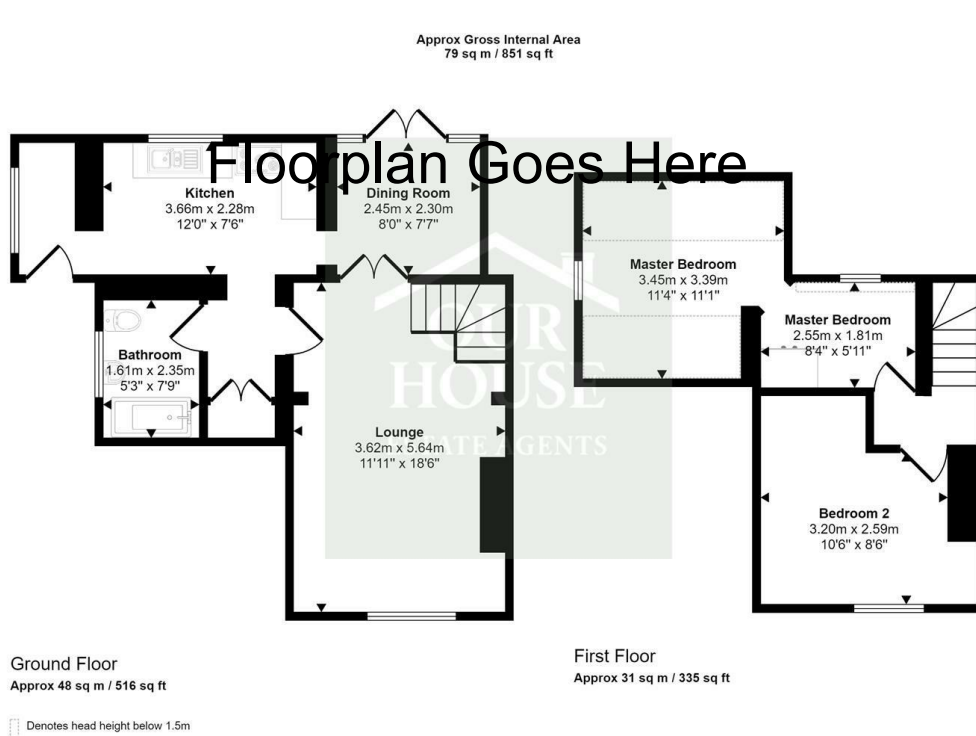 Approx Gross Internal Area
79 sq m / 851 sq ft
Floorplan Goes Here
Kitchen
3.66m x 2.28m
12'0" x 7'6"
Dining Room
2.45m x 2.30m
8'0" x 7'7"
Master Bedroom
3.45m x 3.39m
11'4" x 11'1"
Master Bedroom
2.55m x 1.81m
8'4" x 5'11"
Bathroom
1.61m x 2.35m
5'3" x 7'9"
OUR
HOUSE
ESTATE AGENTS
Lounge
3.62m x 5.64m
11'11" x 18'6"
Bedroom 2
3.20m x 2.59m
10'6" x 8'6"
Ground Floor
Approx 48 sq m / 516 sq ft
First Floor
Approx 31 sq m / 335 sq ft
Denotes head height below 1.5m